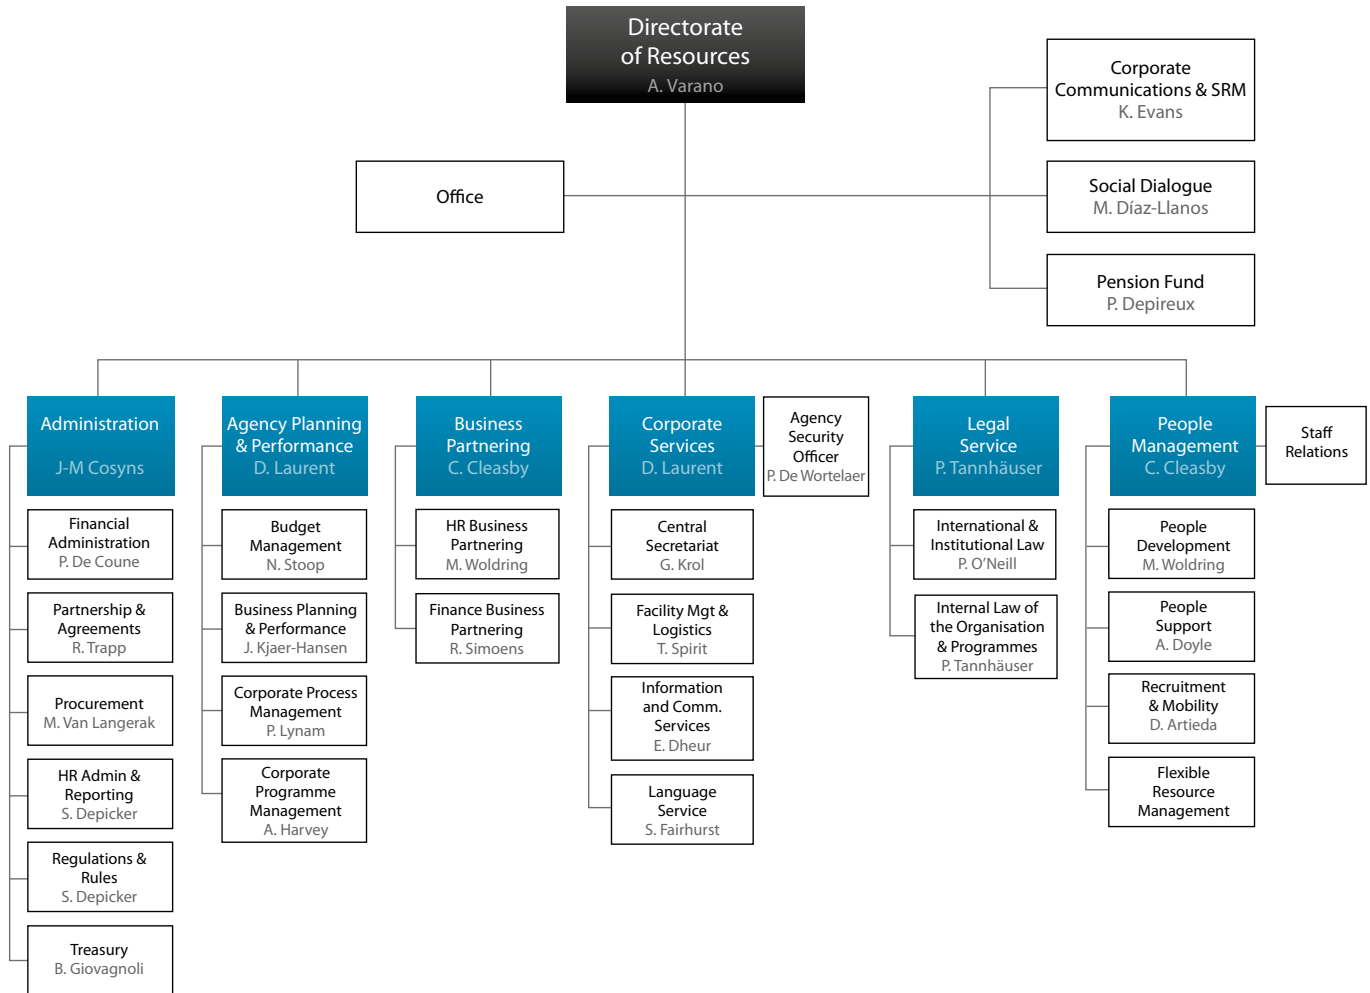 Directorate
of Resources
A. Varano
Corporate
Communications & SRM
K. Evans
Office
Social Dialogue
M. Díaz-Llanos
Pension Fund
P. Depireux
Administration
J-M Cosyns
Financial
Administration
P. De Coune
Partnership &
Agreements
R. Trapp
Procurement
M. Van Langerak
HR Admin &
Reporting
S. Depicker
Regulations &
Rules
S. Depicker
Treasury
B. Giovagnoli
Agency Planning
& Performance
D. Laurent
Budget
Management
N. Stoop
Business Planning
& Performance
J. Kjaer-Hansen
Corporate Process
Management
P. Lynam
Corporate
Programme
Management
A. Harvey
Business
Partnering
C. Cleasby
HR Business
Partnering
M. Woldring
Finance Business
Partnering
R. Simoens
Corporate
Services
D. Laurent
Agency
Security
Officer
P. De Wortelaer
Central
Secretariat
G. Krol
Facility Mgt &
Logistics
T. Spirit
Information
and Comm.
Services
E. Dheur
Language
Service
S. Fairhurst
Legal
Service
P. Tannhäuser
International &
Institutional Law
P. O’Neill
Internal Law of
the Organisation
& Programmes
P. Tannhäuser
People
Management
C. Cleasby
Staff
Relations
People
Development
M. Woldring
People
Support
A. Doyle
Recruitment
& Mobility
D. Artieda
Flexible
Resource
Management